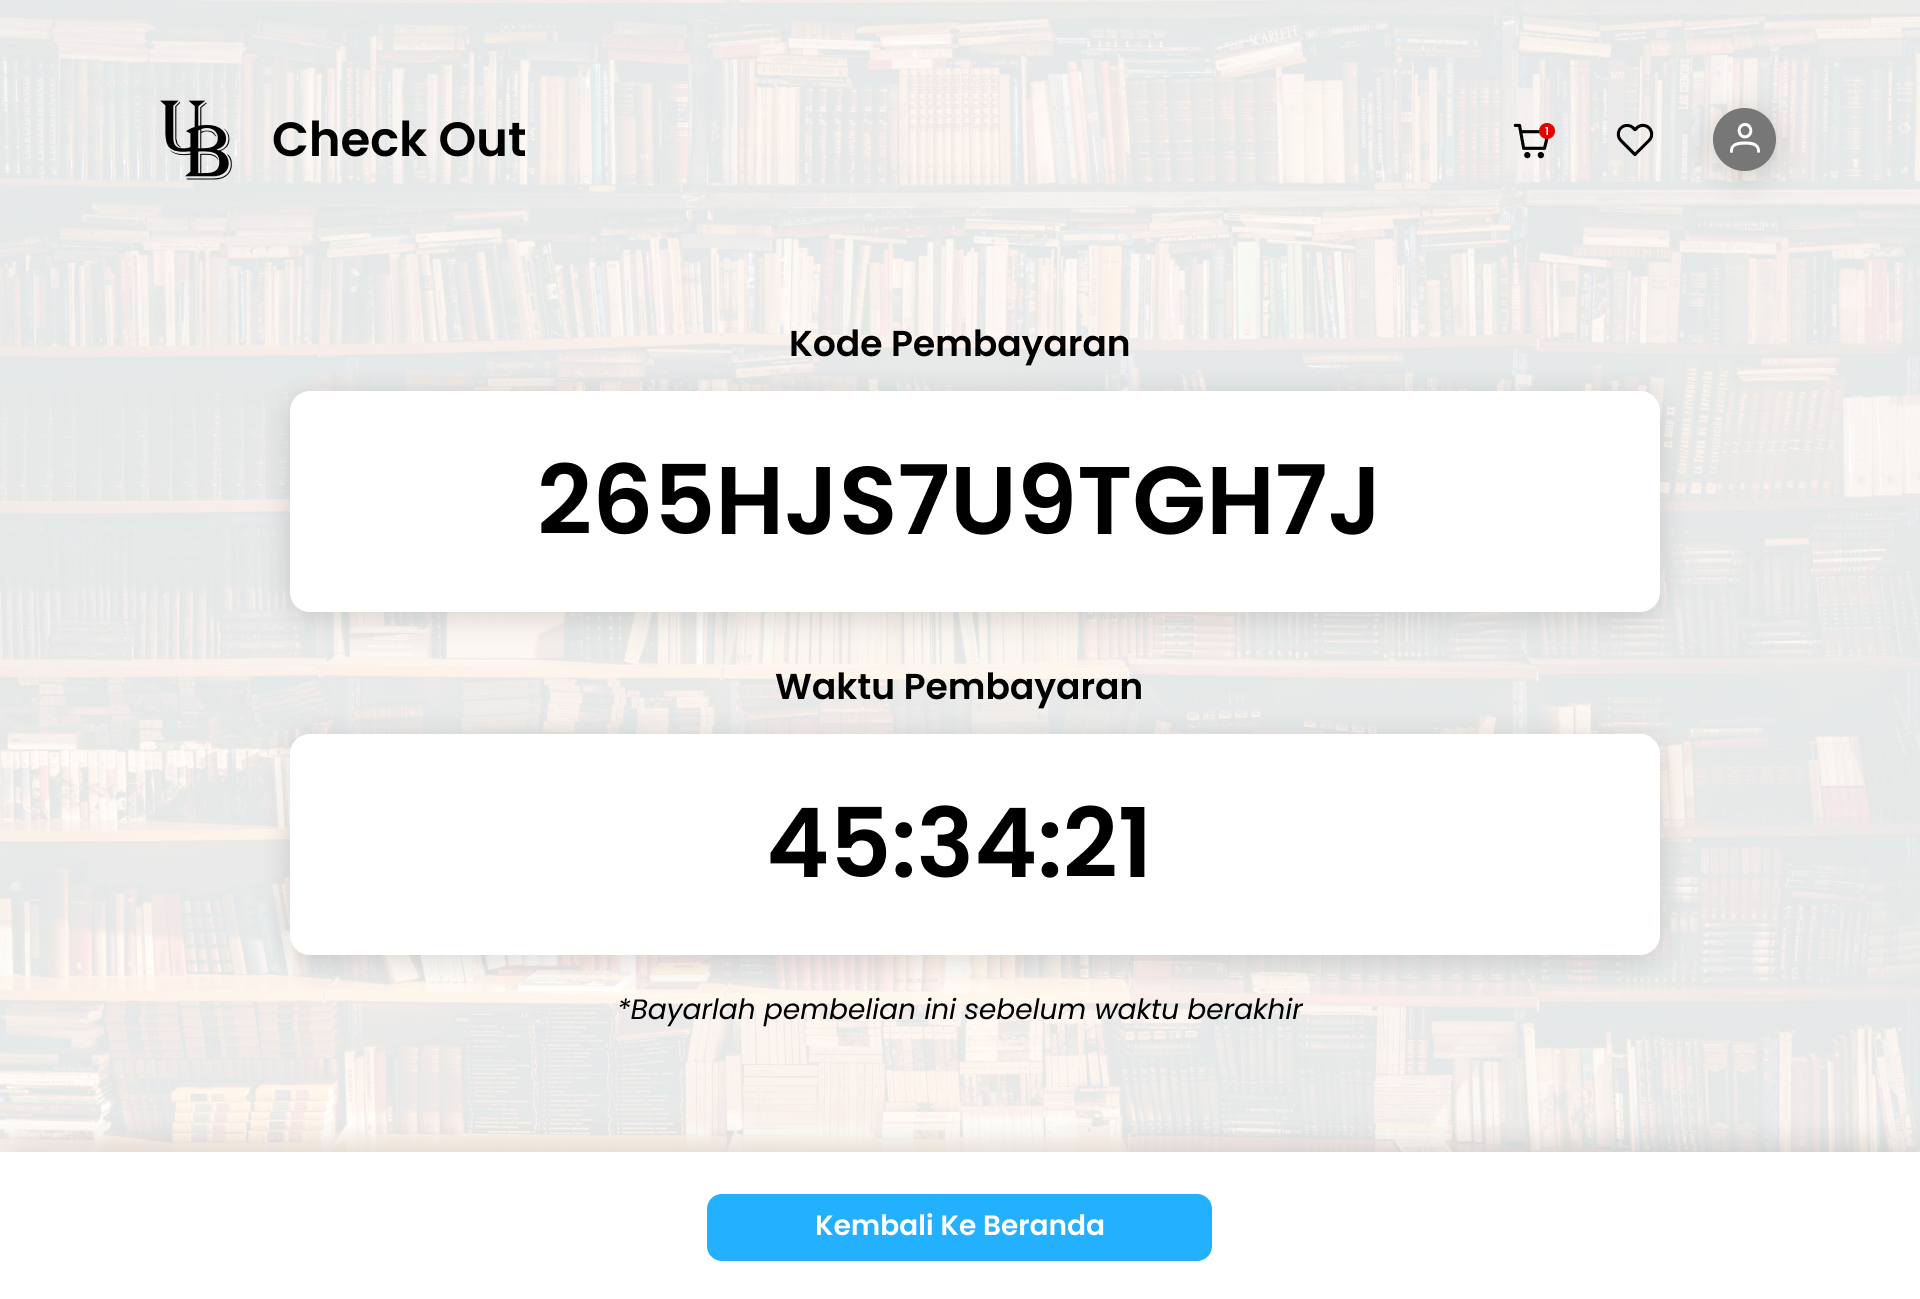 UB
Check Out
1
Kode Pembayaran
265HJS7U9TGH7J
Waktu Pembayaran
45:34:21
*Bayarlah pembelian ini sebelum waktu berakhir
Kembali Ke Beranda